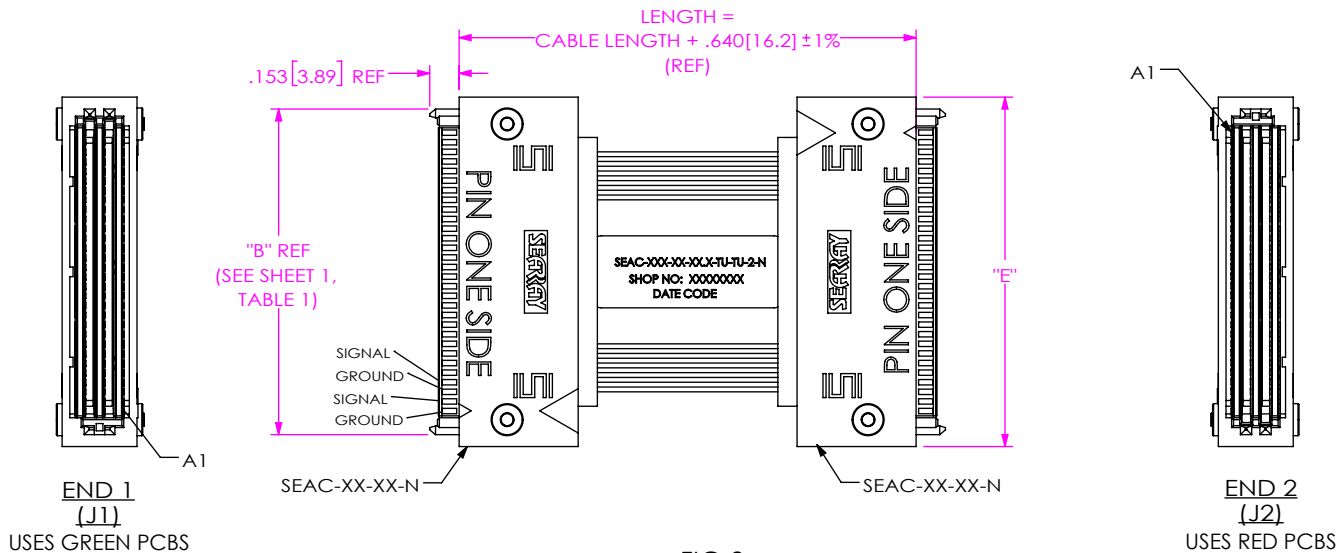 LENGTH =
CABLE LENGTH + .640[16.2] ±1%
(REF)
.153[3.89] REF
A1
"B" REF
(SEE SHEET 1,
TABLE 1)
PIN ONE SIDE
SEARAY
SEAC-XXX-XX-XX.X-TU-TU-2-N
SHOP NO: XXXXXXXX
DATE CODE
SEARAY
PIN ONE SIDE
"E"
SIGNAL
GROUND
SIGNAL
GROUND
A1
SEAC-XX-XX-N
SEAC-XX-XX-N
END 1
(J1)
USES GREEN PCBS
END 2
(J2)
USES RED PCBS